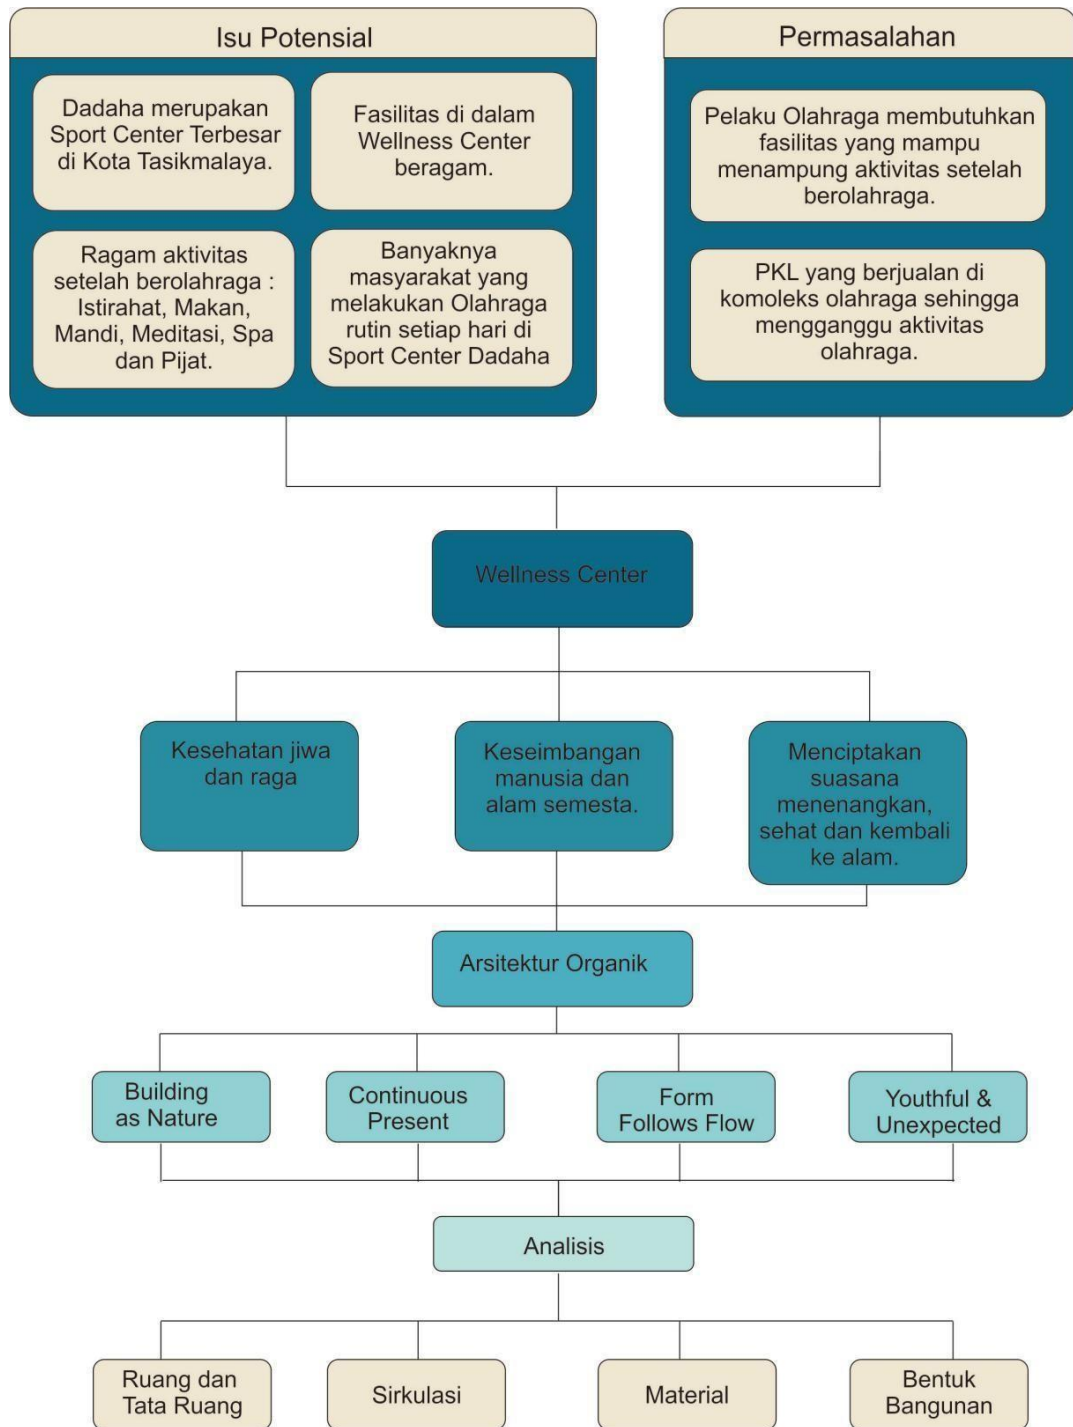 Isu Potensial
Dadaha merupakan
Sport Center Terbesar
di Kota Tasikmalaya.
Fasilitas di dalam
Wellness Center
beragam.
Ragam aktivitas
setelah berolahraga :
Istirahat, Makan,
Mandi, Meditasi, Spa
dan Pijat.
Banyaknya
masyarakat yang
melakukan Olahraga
rutin setiap hari di
Sport Center Dadaha
Permasalahan
Pelaku Olahraga membutuhkan
fasilitas yang mampu
menampung aktivitas setelah
berolahraga.
PKL yang berjualan di
komoleks olahraga sehingga
mengganggu aktivitas
olahraga.
Wellness Center
Kesehatan jiwa
dan raga
Keseimbangan
manusia dan
alam semesta.
Menciptakan
suasana
menenangkan,
sehat dan kembali
ke alam.
Arsitektur Organik
Building
as Nature
Continuous
Present
Form
Follows Flow
Youthful &
Unexpected
Analisis
Ruang dan
Tata Ruang
Sirkulasi
Material
Bentuk
Bangunan